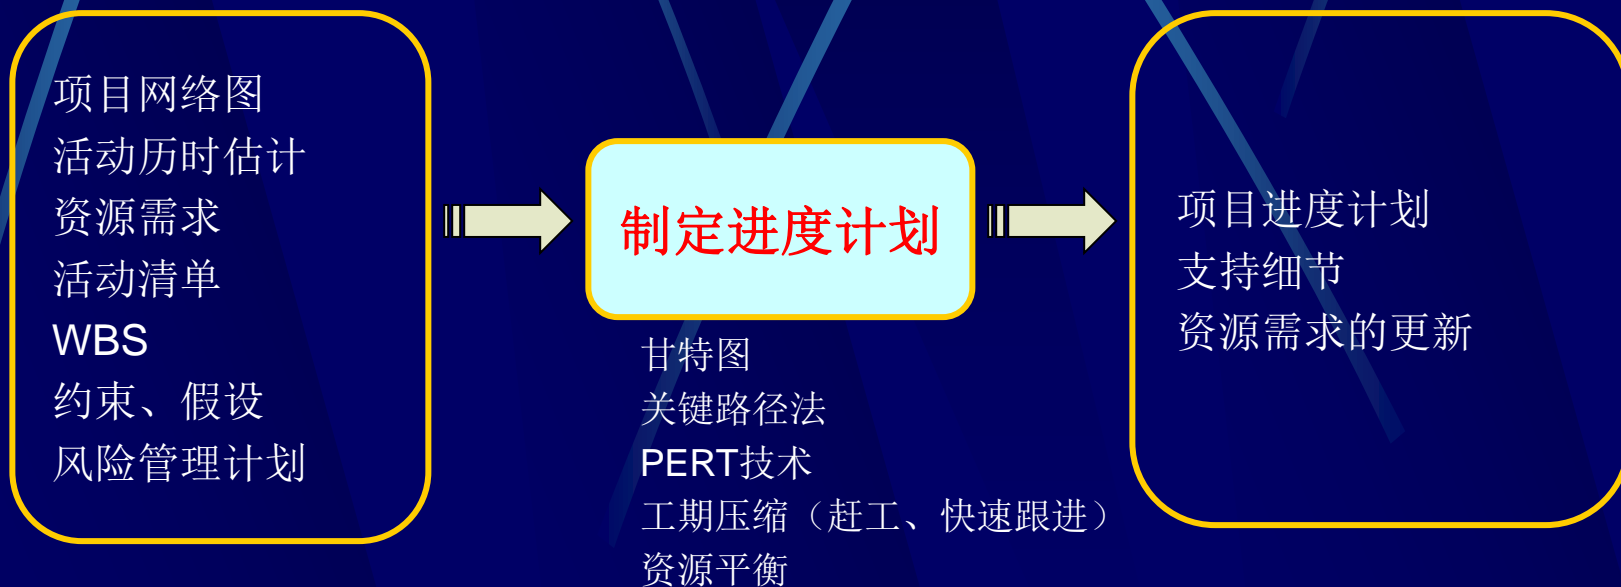 项目网络图
活动历时估计
资源需求
活动清单
WBS
约束、假设
风险管理计划
制定进度计划
甘特图
关键路径法
PERT技术
工期压缩（赶工、快速跟进）
资源平衡
项目进度计划
支持细节
资源需求的更新